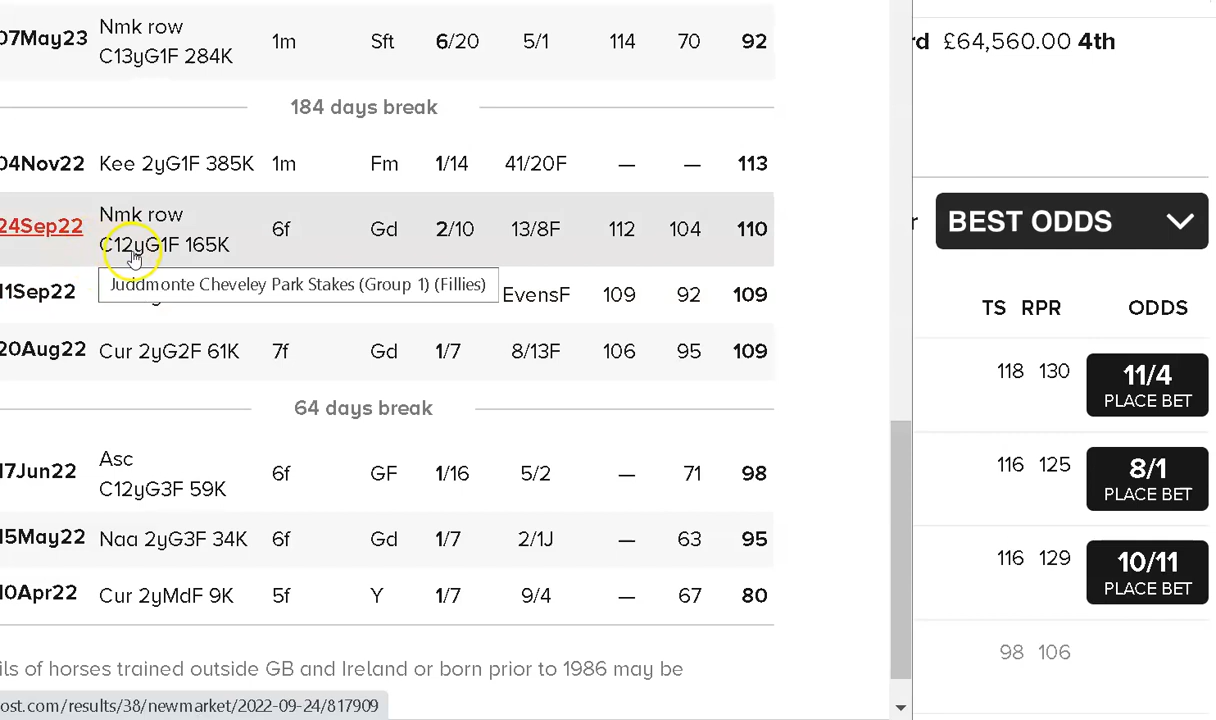 07May23 Nmk row C13yG1F 284K 1m Sft 6/20 5/1 114 70 92
rd £64,560.00 4th
184 days break
04Nov22 Kee 2yG1F 385K 1m Fm 1/14 41/20F — — 113
24Sep22 Nmk row C12yG1F 165K 6f Gd 2/10 13/8F 112 104 110
Juddmonte Cheveley Park Stakes (Group 1) (Fillies)
11Sep22 EvensF 109 92 109
20Aug22 Cur 2yG2F 61K 7f Gd 1/7 8/13F 106 95 109
64 days break
17Jun22 Asc C12yG3F 59K 6f GF 1/16 5/2 — 71 98
15May22 Naa 2yG3F 34K 6f Gd 1/7 2/1J — 63 95
10Apr22 Cur 2yMdF 9K 5f Y 1/7 9/4 — 67 80
ils of horses trained outside GB and Ireland or born prior to 1986 may be
ost.com/results/38/newmarket/2022-09-24/817909
r BEST ODDS
TS RPR ODDS
118 130 11/4
PLACE BET
116 125 8/1
PLACE BET
116 129 10/11
PLACE BET
98 106